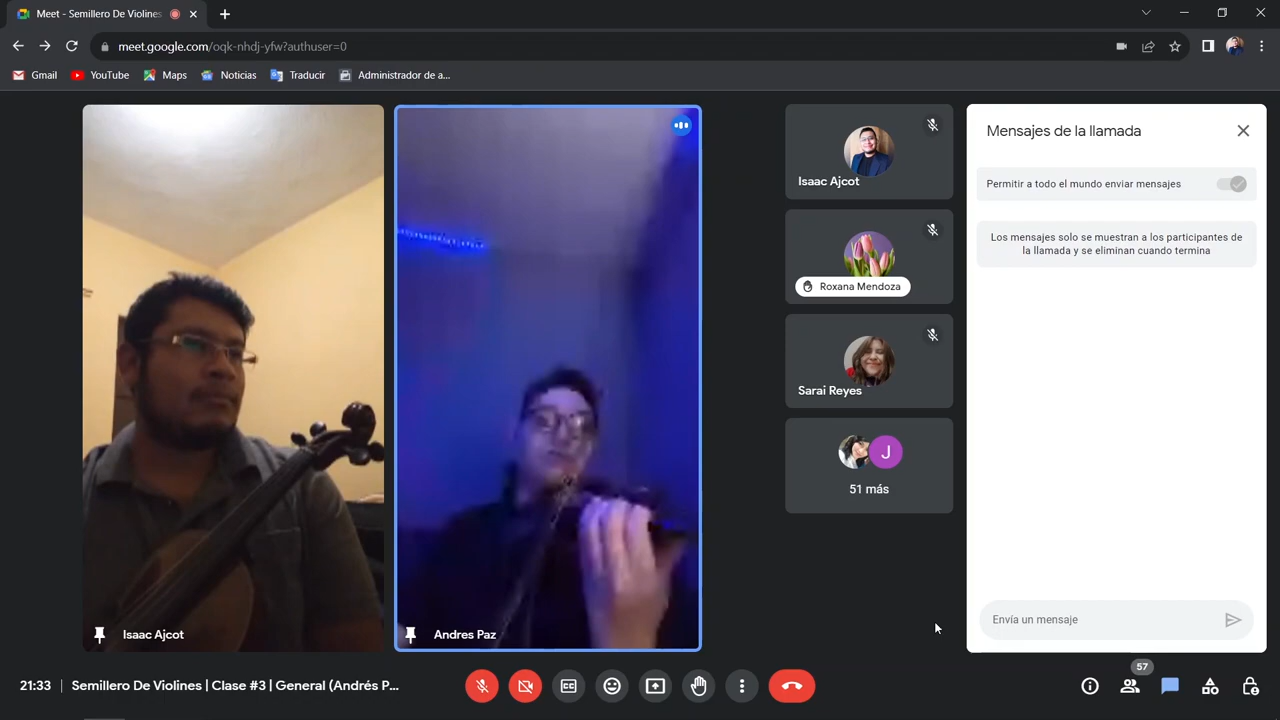 Meet - Semillero De Violines
meet.google.com/oqk-nhdj-yfw?authuser=0
Gmail
YouTube
Maps
Noticias
Traducir
Administrador de a...
Isaac Ajcot
Andres Paz
Isaac Ajcot
Roxana Mendoza
Sarai Reyes
J
51 más
Mensajes de la llamada
Permitir a todo el mundo enviar mensajes
Los mensajes solo se muestran a los participantes de
la llamada y se eliminan cuando termina
Envía un mensaje
21:33 | Semillero De Violines | Clase #3 | General (Andrés P...
57